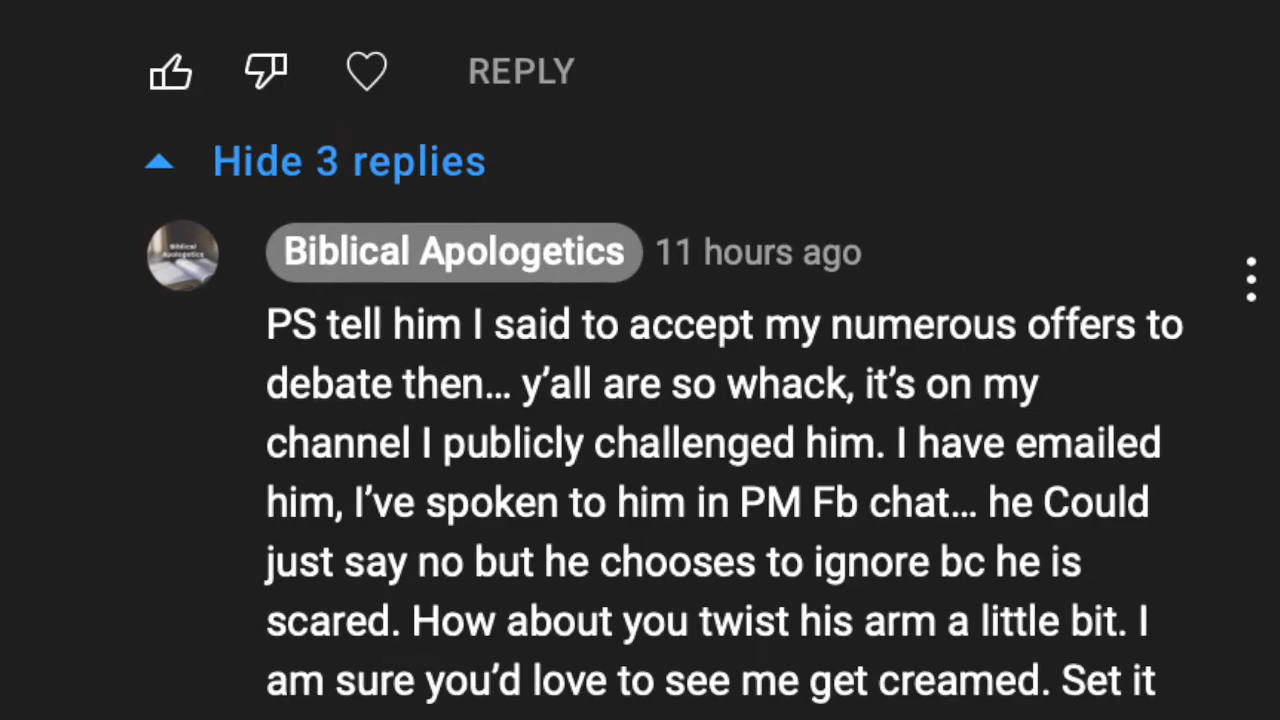 REPLY
Hide 3 replies
Biblical Apologetics
Biblical Apologetics 11 hours ago
PS tell him I said to accept my numerous offers to
debate then... y’all are so whack, it’s on my
channel I publicly challenged him. I have emailed
him, I’ve spoken to him in PM Fb chat... he Could
just say no but he chooses to ignore bc he is
scared. How about you twist his arm a little bit. I
am sure you’d love to see me get creamed. Set it